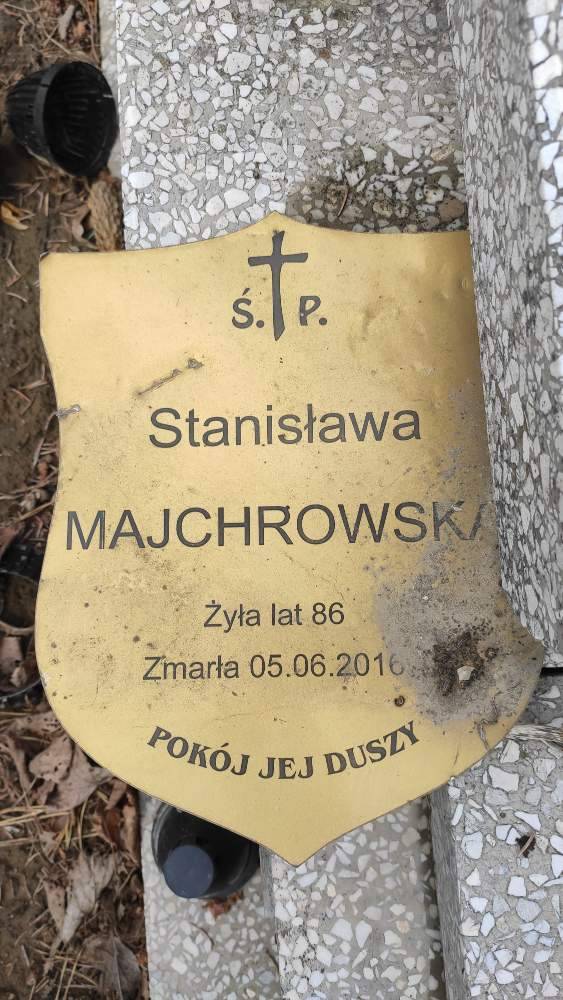 Ś. P.
Stanisława
MAJCHROWSKA
Żyła lat 86
Zmarła 05.06.2016
POKÓJ JEJ DUSZY